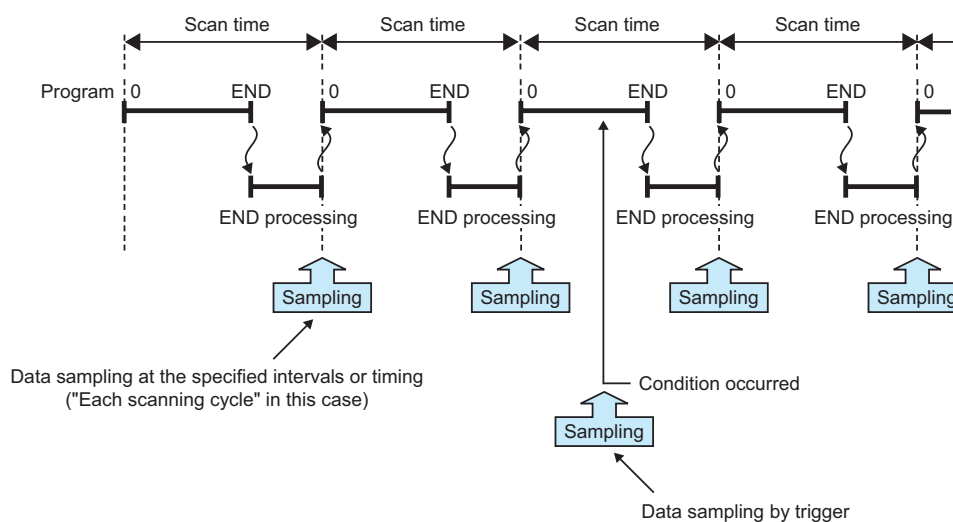 Scan time Scan time Scan time Scan time
Program 0 END 0 END 0 END 0 END 0
END processing END processing END processing END processing
Sampling Sampling Sampling Sampling
Data sampling at the specified intervals or timing
("Each scanning cycle" in this case)
Condition occurred
Sampling
Data sampling by trigger